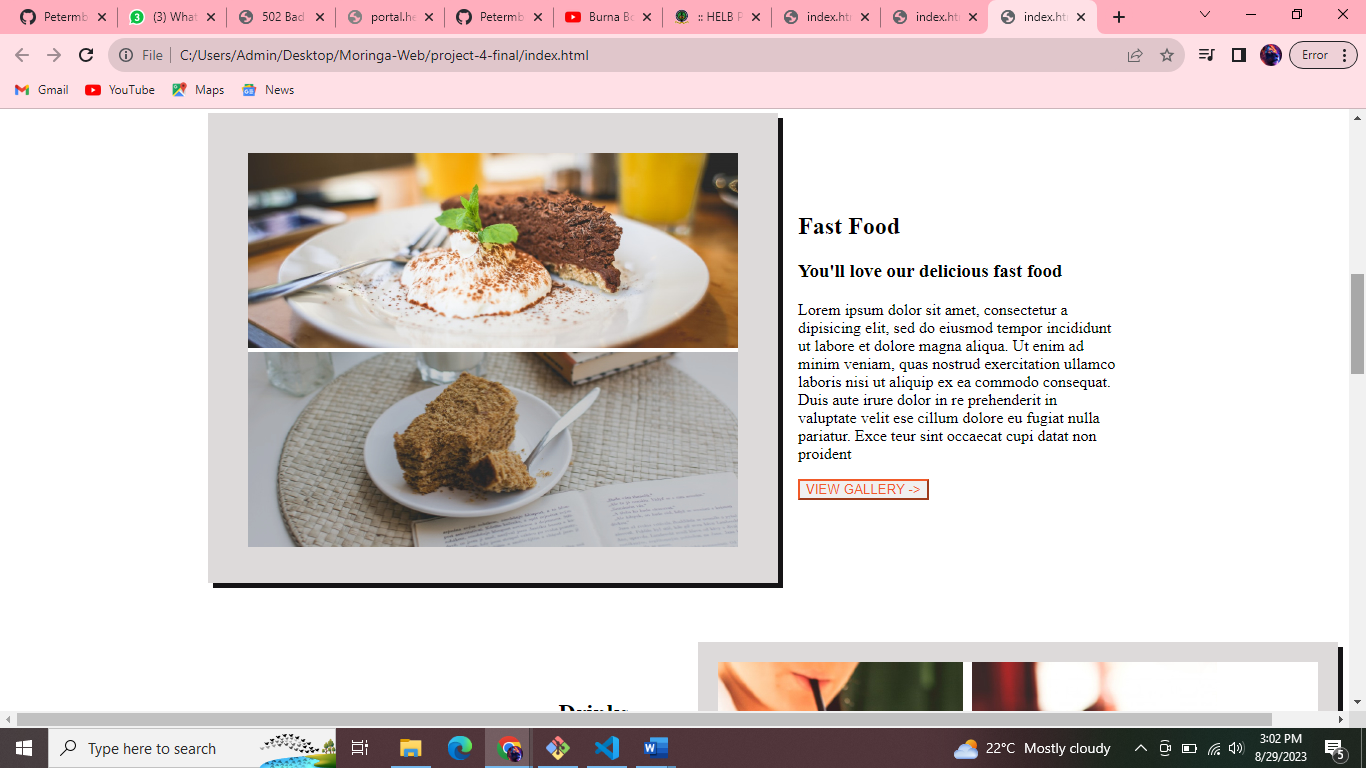 Petermb
(3) What
502 Bad
portal.he
Petermb
Burna Bo
:: HELB P
index.htm
index.htm
index.htm
File
C:/Users/Admin/Desktop/Moringa-Web/project-4-final/index.html
Error
Gmail
YouTube
Maps
News
Fast Food
You'll love our delicious fast food
Lorem ipsum dolor sit amet, consectetur a
dipisicing elit, sed do eiusmod tempor incididunt
ut labore et dolore magna aliqua. Ut enim ad
minim veniam, quas nostrud exercitation ullamco
laboris nisi ut aliquip ex ea commodo consequat.
Duis aute irure dolor in re prehenderit in
valuptate velit ese cillum dolore eu fugiat nulla
pariatur. Exce teur sint occaecat cupi datat non
proident
VIEW GALLERY ->
Drinks
Type here to search
22°C Mostly cloudy
3:02 PM
8/29/2023
5